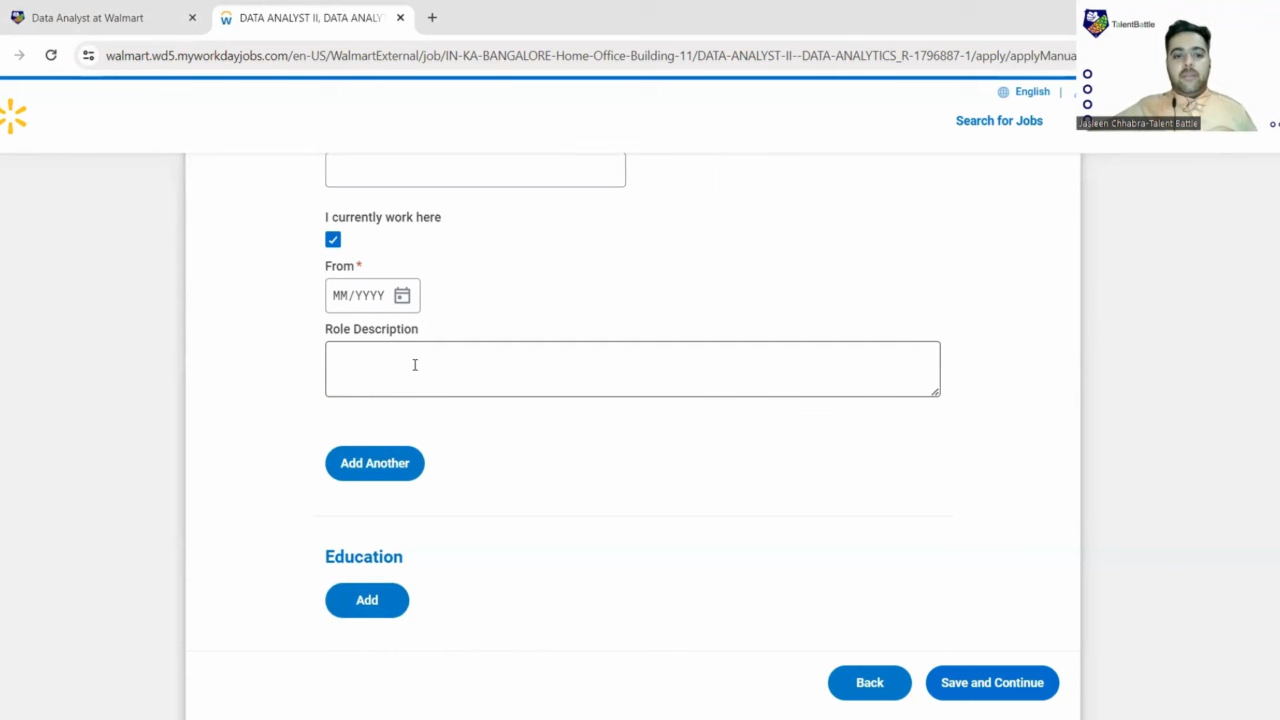 Data Analyst at Walmart
DATA ANALYST II, DATA ANALY
walmart.wd5.myworkdayjobs.com/en-US/WalmartExternal/job/IN-KA-BANGALORE-Home-Office-Building-11/DATA-ANALYST-II--DATA-ANALYTICS_R-1796887-1/apply/applyManua
TalentBattle
Jasleen Chhabra-Talent Battle
English |
Search for Jobs
I currently work here
From*
MM/YYYY
Role Description
Add Another
Education
Add
Back
Save and Continue